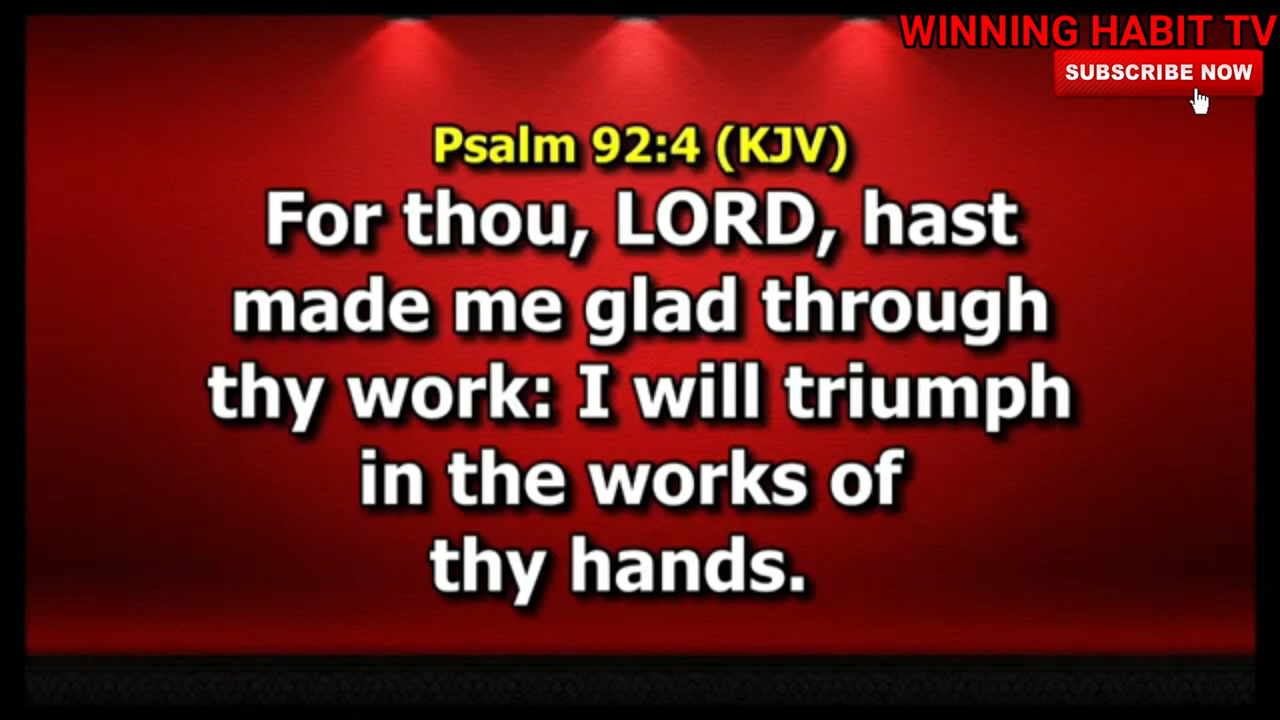 WINNING HABIT TV
SUBSCRIBE NOW
Psalm 92:4 (KJV)
For thou, LORD, hast
made me glad through
thy work: I will triumph
in the works of
thy hands.